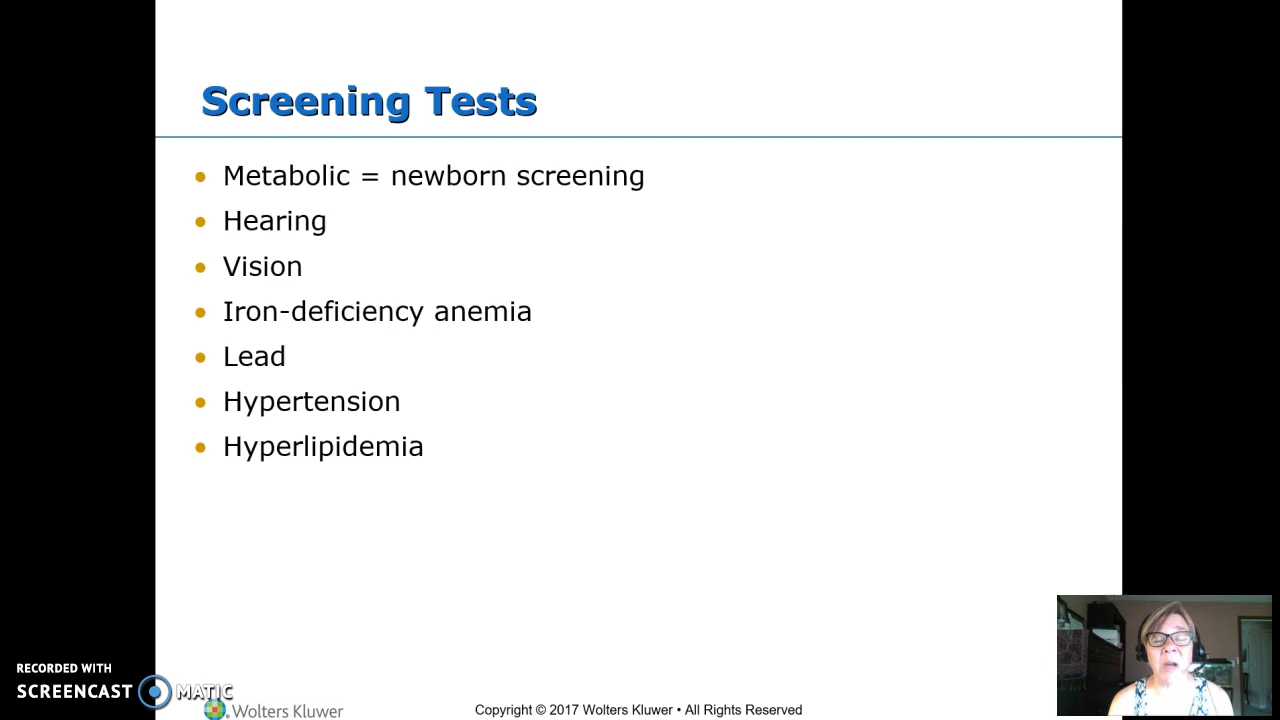 Screening Tests
Metabolic = newborn screening
Hearing
Vision
Iron-deficiency anemia
Lead
Hypertension
Hyperlipidemia
RECORDED WITH
SCREENCAST MATIC
Wolters Kluwer
Copyright © 2017 Wolters Kluwer • All Rights Reserved